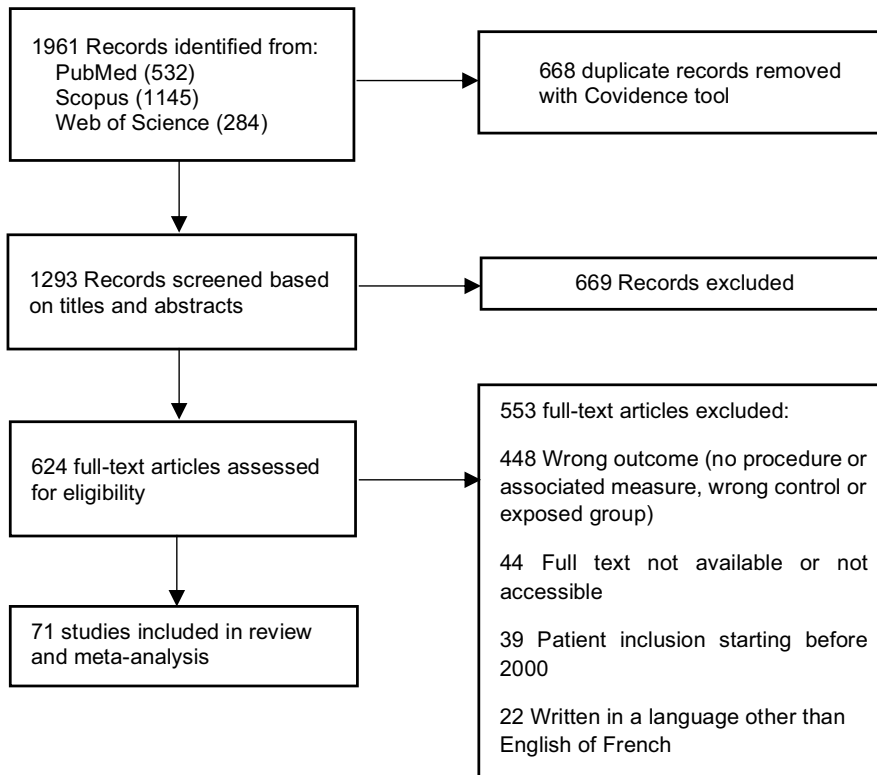 1961 Records identified from:
PubMed (532)
Scopus (1145)
Web of Science (284)
668 duplicate records removed
with Covidence tool
1293 Records screened based
on titles and abstracts
669 Records excluded
624 full-text articles assessed
for eligibility
553 full-text articles excluded:
448 Wrong outcome (no procedure or
associated measure, wrong control or
exposed group)
44 Full text not available or not
accessible
39 Patient inclusion starting before
2000
22 Written in a language other than
English of French
71 studies included in review
and meta-analysis